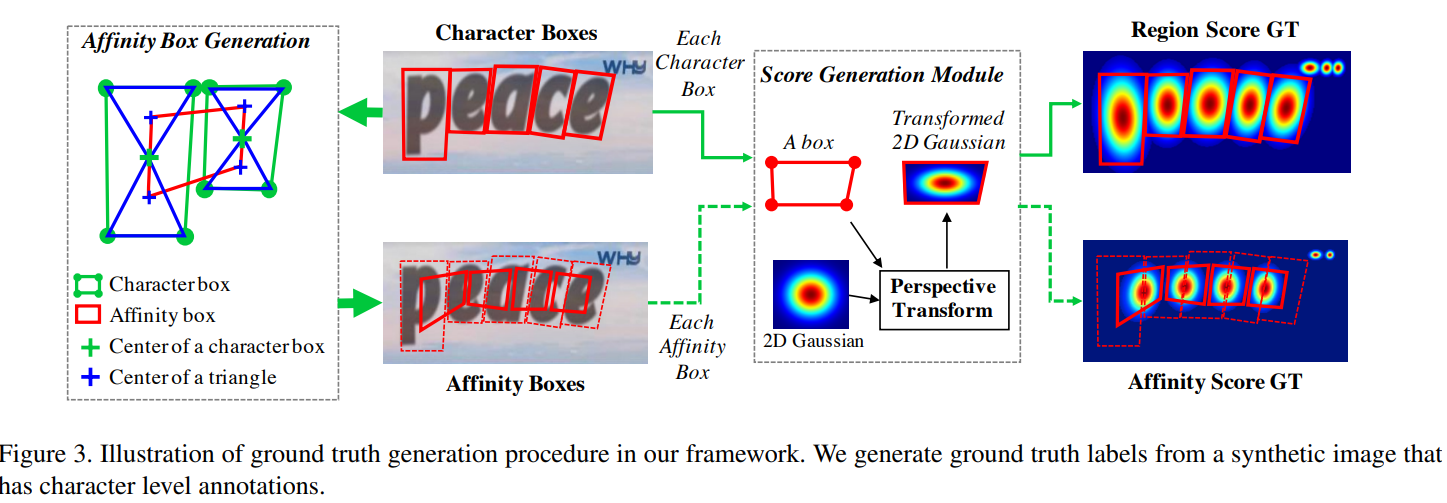 Affinity Box Generation
Character box
Affinity box
Center of a character box
Center of a triangle
Character Boxes
peace
WHY
peace
WHY
Affinity Boxes
Each
Character
Box
Each
Affinity
Box
Score Generation Module
A box
Transformed
2D Gaussian
2D Gaussian
Perspective
Transform
Region Score GT
Affinity Score GT
Figure 3. Illustration of ground truth generation procedure in our framework. We generate ground truth labels from a synthetic image that
has character level annotations.